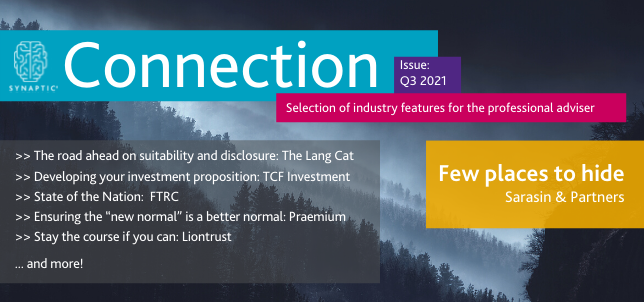 SYNAPTIC
Connection
Issue:
Q3 2021
Selection of industry features for the professional adviser
>> The road ahead on suitability and disclosure: The Lang Cat
>> Developing your investment proposition: TCF Investment
>> State of the Nation:  FTRC
>> Ensuring the “new normal” is a better normal: Praemium
>> Stay the course if you can: Liontrust
... and more!
Few places to hide
Sarasin & Partners